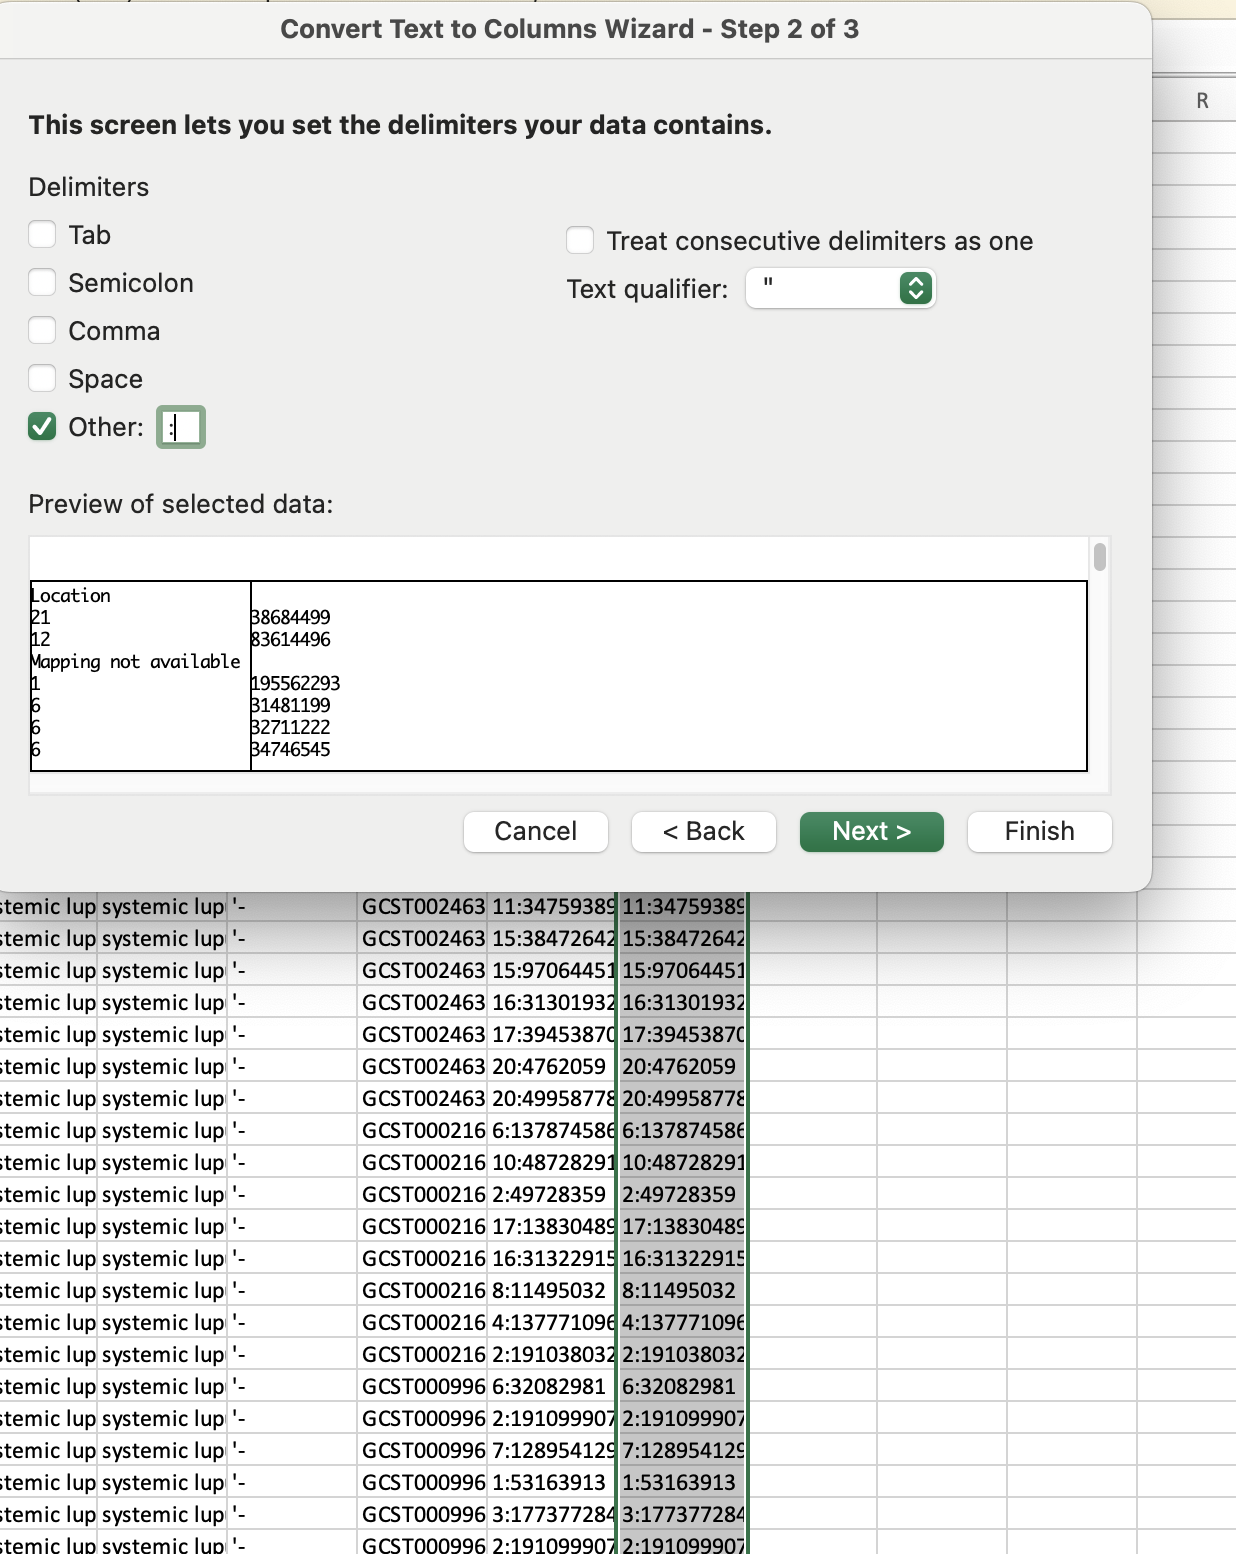 Convert Text to Columns Wizard - Step 2 of 3
R
This screen lets you set the delimiters your data contains.
Delimiters
Tab
Treat consecutive delimiters as one
Semicolon
Text qualifier: "
Comma
Space
Other: :
Preview of selected data:
Location
21 38684499
12 83614496
Mapping not available
1 195562293
6 31481199
6 32711222
6 34746545
Cancel < Back Next > Finish
stemic lup systemic lup '- GCST002463 11:34759389 11:34759389
stemic lup systemic lup '- GCST002463 15:38472642 15:38472642
stemic lup systemic lup '- GCST002463 15:97064451 15:97064451
stemic lup systemic lup '- GCST002463 16:31301932 16:31301932
stemic lup systemic lup '- GCST002463 17:39453870 17:39453870
stemic lup systemic lup '- GCST002463 20:4762059 20:4762059
stemic lup systemic lup '- GCST002463 20:49958778 20:49958778
stemic lup systemic lup '- GCST000216 6:137874586 6:137874586
stemic lup systemic lup '- GCST000216 10:48728291 10:48728291
stemic lup systemic lup '- GCST000216 2:49728359 2:49728359
stemic lup systemic lup '- GCST000216 17:13830489 17:13830489
stemic lup systemic lup '- GCST000216 16:31322915 16:31322915
stemic lup systemic lup '- GCST000216 8:11495032 8:11495032
stemic lup systemic lup '- GCST000216 4:137771096 4:137771096
stemic lup systemic lup '- GCST000216 2:191038032 2:191038032
stemic lup systemic lup '- GCST000996 6:32082981 6:32082981
stemic lup systemic lup '- GCST000996 2:191099907 2:191099907
stemic lup systemic lup '- GCST000996 7:128954129 7:128954129
stemic lup systemic lup '- GCST000996 1:53163913 1:53163913
stemic lup systemic lup '- GCST000996 3:177377284 3:177377284
stemic lup systemic lup '- GCST000996 2:191099907 2:191099907